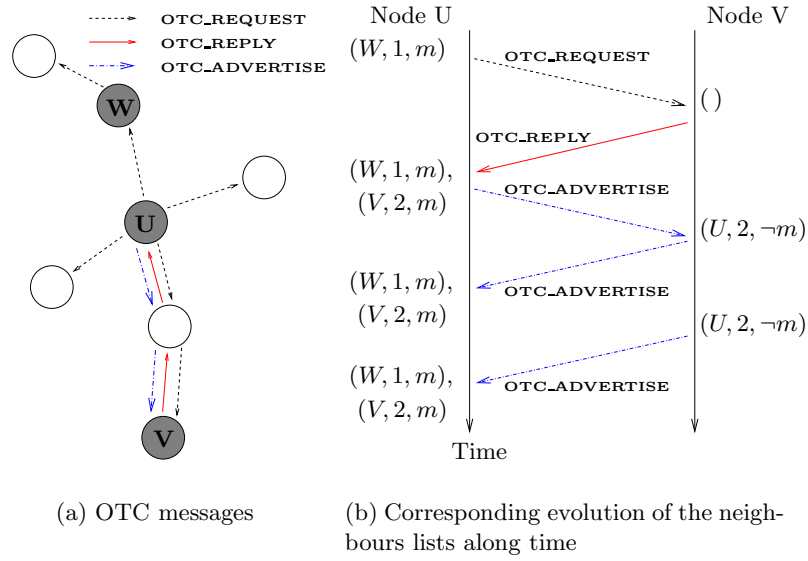 OTC_REQUEST
OTC_REPLY
OTC_ADVERTISE
W
U
V
(a) OTC messages
Node U
Node V
(W, 1, m)
OTC_REQUEST
( )
OTC_REPLY
(W, 1, m),
(V, 2, m)
OTC_ADVERTISE
(U, 2, ¬m)
(W, 1, m),
(V, 2, m)
OTC_ADVERTISE
(U, 2, ¬m)
(W, 1, m),
(V, 2, m)
OTC_ADVERTISE
Time
(b) Corresponding evolution of the neigh-
bours lists along time